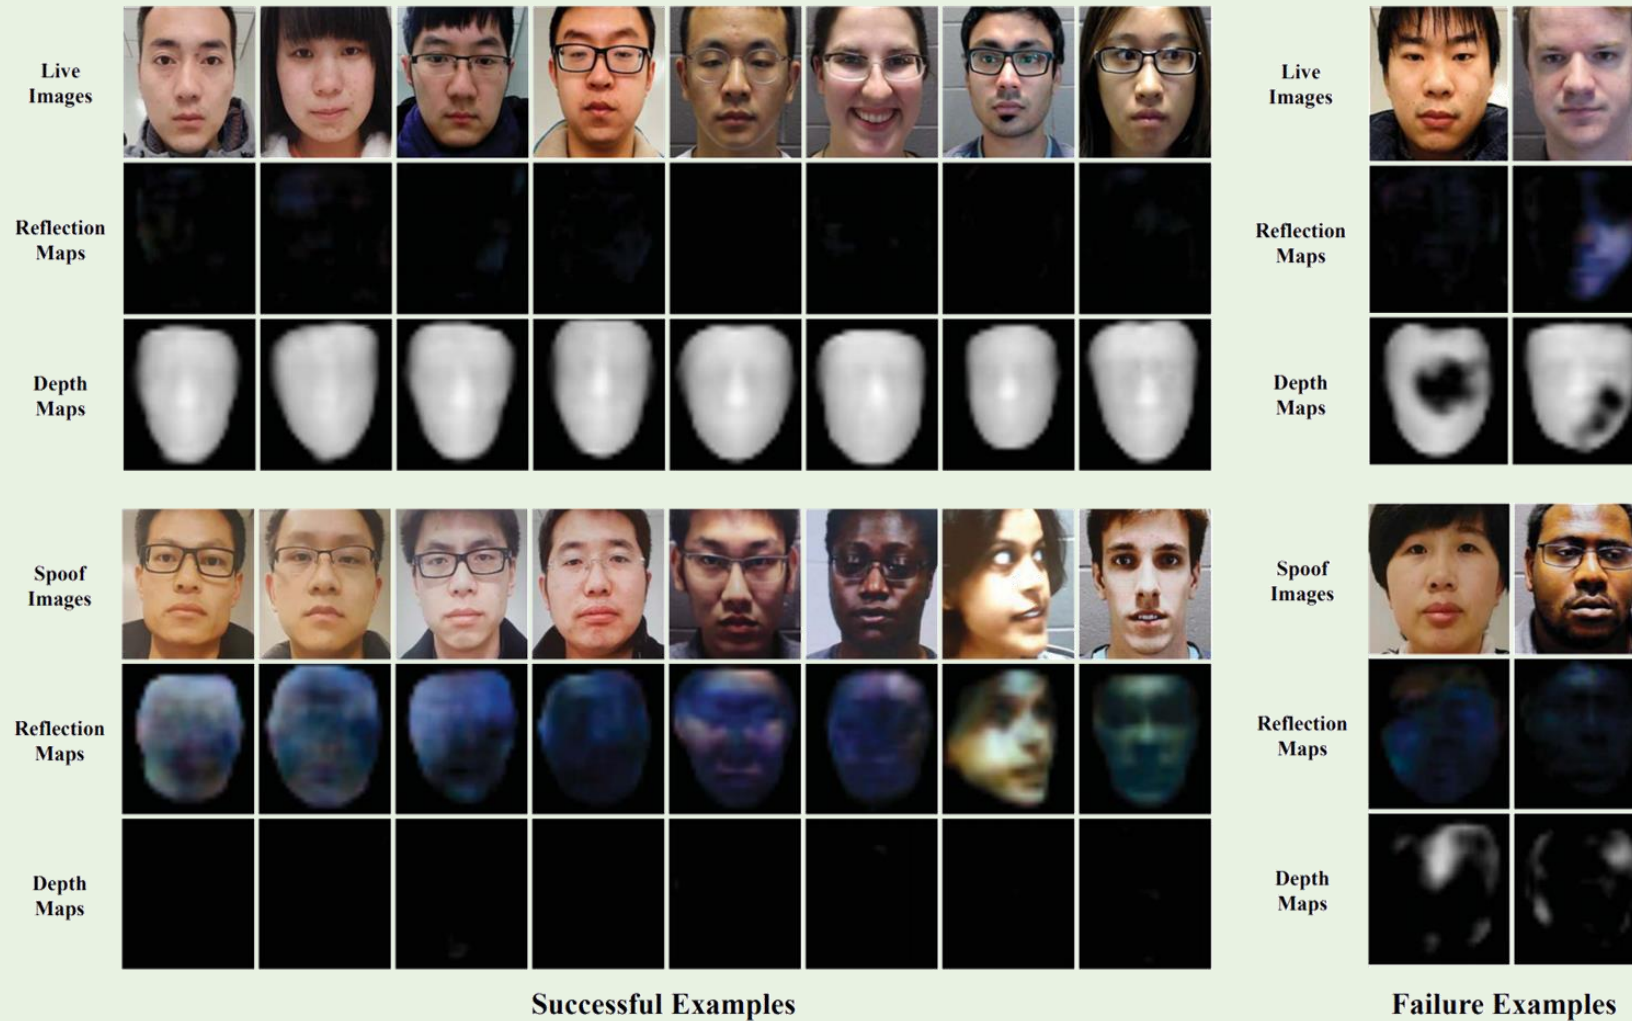 Live
Images
Reflection
Maps
Depth
Maps
Spoof
Images
Reflection
Maps
Depth
Maps
Successful Examples
Live
Images
Reflection
Maps
Depth
Maps
Spoof
Images
Reflection
Maps
Depth
Maps
Failure Examples